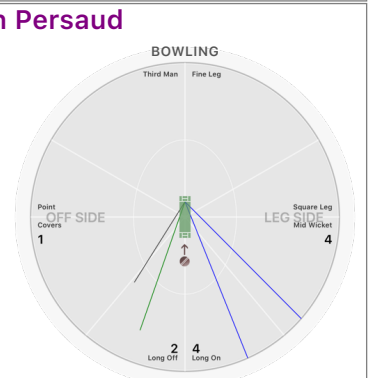 n Persaud
BOWLING
Third Man Fine Leg
Point Square Leg
OFF SIDE LEG SIDE
Covers Mid Wicket
1 4
2 4
Long Off Long On